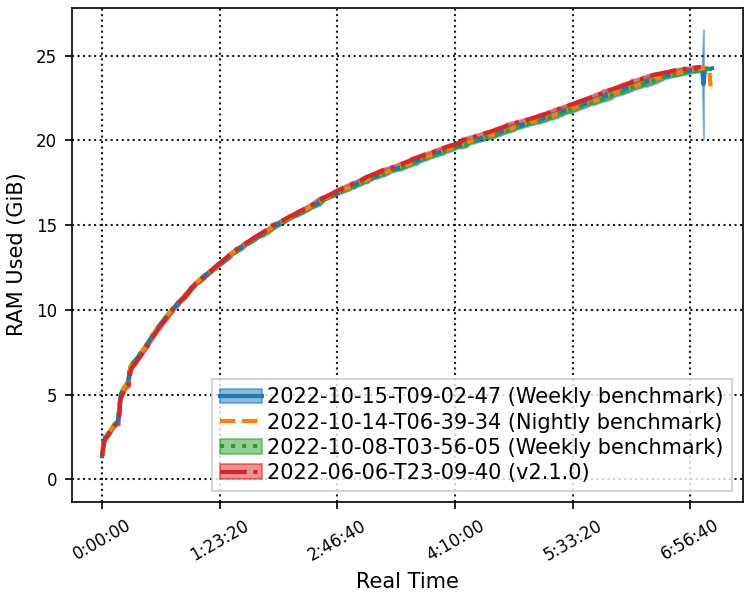 25
20
15
10
5
0
RAM Used (GiB)
2022-10-15-T09-02-47 (Weekly benchmark)
2022-10-14-T06-39-34 (Nightly benchmark)
2022-10-08-T03-56-05 (Weekly benchmark)
2022-06-06-T23-09-40 (v2.1.0)
0:00:00 1:23:20 2:46:40 4:10:00 5:33:20 6:56:40
Real Time